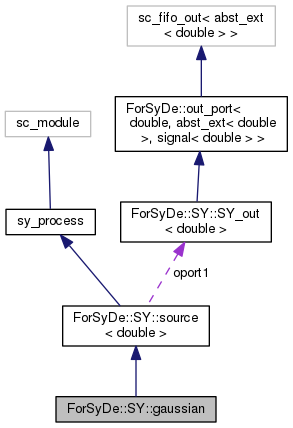 sc_fifo_out< abst_ext
< double > >
ForSyDe::out_port<
double, abst_ext< double
>, signal< double > >
sc_module
sy_process
ForSyDe::SY::SY_out
< double >
oport1
ForSyDe::SY::source
< double >
ForSyDe::SY::gaussian